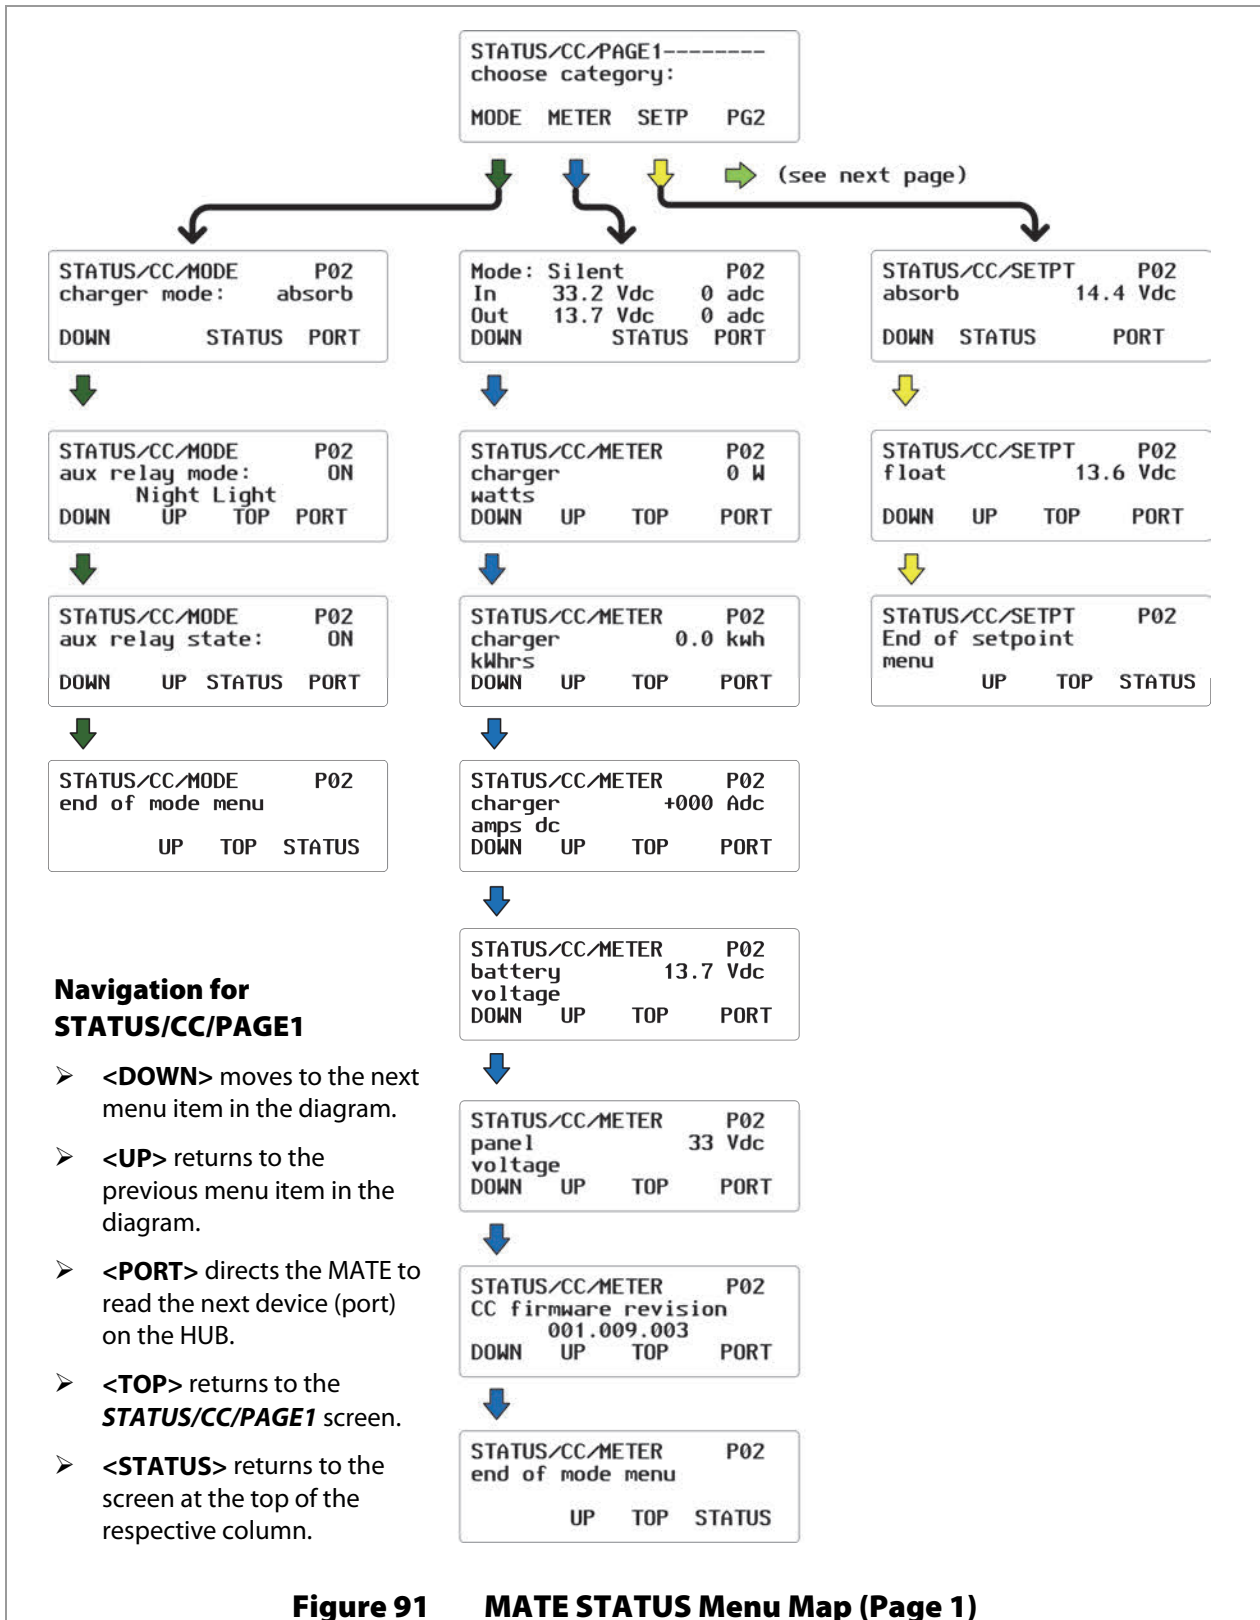 STATUS/CC/PAGE1--------
choose category:
MODE METER SETP PG2
(see next page)
STATUS/CC/MODE P02
charger mode: absorb
DOWN STATUS PORT
STATUS/CC/MODE P02
aux relay mode: ON
Night Light
DOWN UP TOP PORT
STATUS/CC/MODE P02
aux relay state: ON
DOWN UP STATUS PORT
STATUS/CC/MODE P02
end of mode menu
UP TOP STATUS
Mode: Silent P02
In 33.2 Vdc 0 adc
Out 13.7 Vdc 0 adc
DOWN STATUS PORT
STATUS/CC/METER P02
charger 0 W
watts
DOWN UP TOP PORT
STATUS/CC/METER P02
charger 0.0 kwh
kWhrs
DOWN UP TOP PORT
STATUS/CC/METER P02
charger +000 Adc
amps dc
DOWN UP TOP PORT
STATUS/CC/METER P02
battery 13.7 Vdc
voltage
DOWN UP TOP PORT
STATUS/CC/METER P02
panel 33 Vdc
voltage
DOWN UP TOP PORT
STATUS/CC/METER P02
CC firmware revision
001.009.003
DOWN UP TOP PORT
STATUS/CC/METER P02
end of mode menu
UP TOP STATUS
STATUS/CC/SETPT P02
absorb 14.4 Vdc
DOWN STATUS PORT
STATUS/CC/SETPT P02
float 13.6 Vdc
DOWN UP TOP PORT
STATUS/CC/SETPT P02
End of setpoint
menu
UP TOP STATUS
Navigation for
STATUS/CC/PAGE1
➢ <DOWN> moves to the next
menu item in the diagram.
➢ <UP> returns to the
previous menu item in the
diagram.
➢ <PORT> directs the MATE to
read the next device (port)
on the HUB.
➢ <TOP> returns to the
STATUS/CC/PAGE1 screen.
➢ <STATUS> returns to the
screen at the top of the
respective column.
Figure 91 MATE STATUS Menu Map (Page 1)